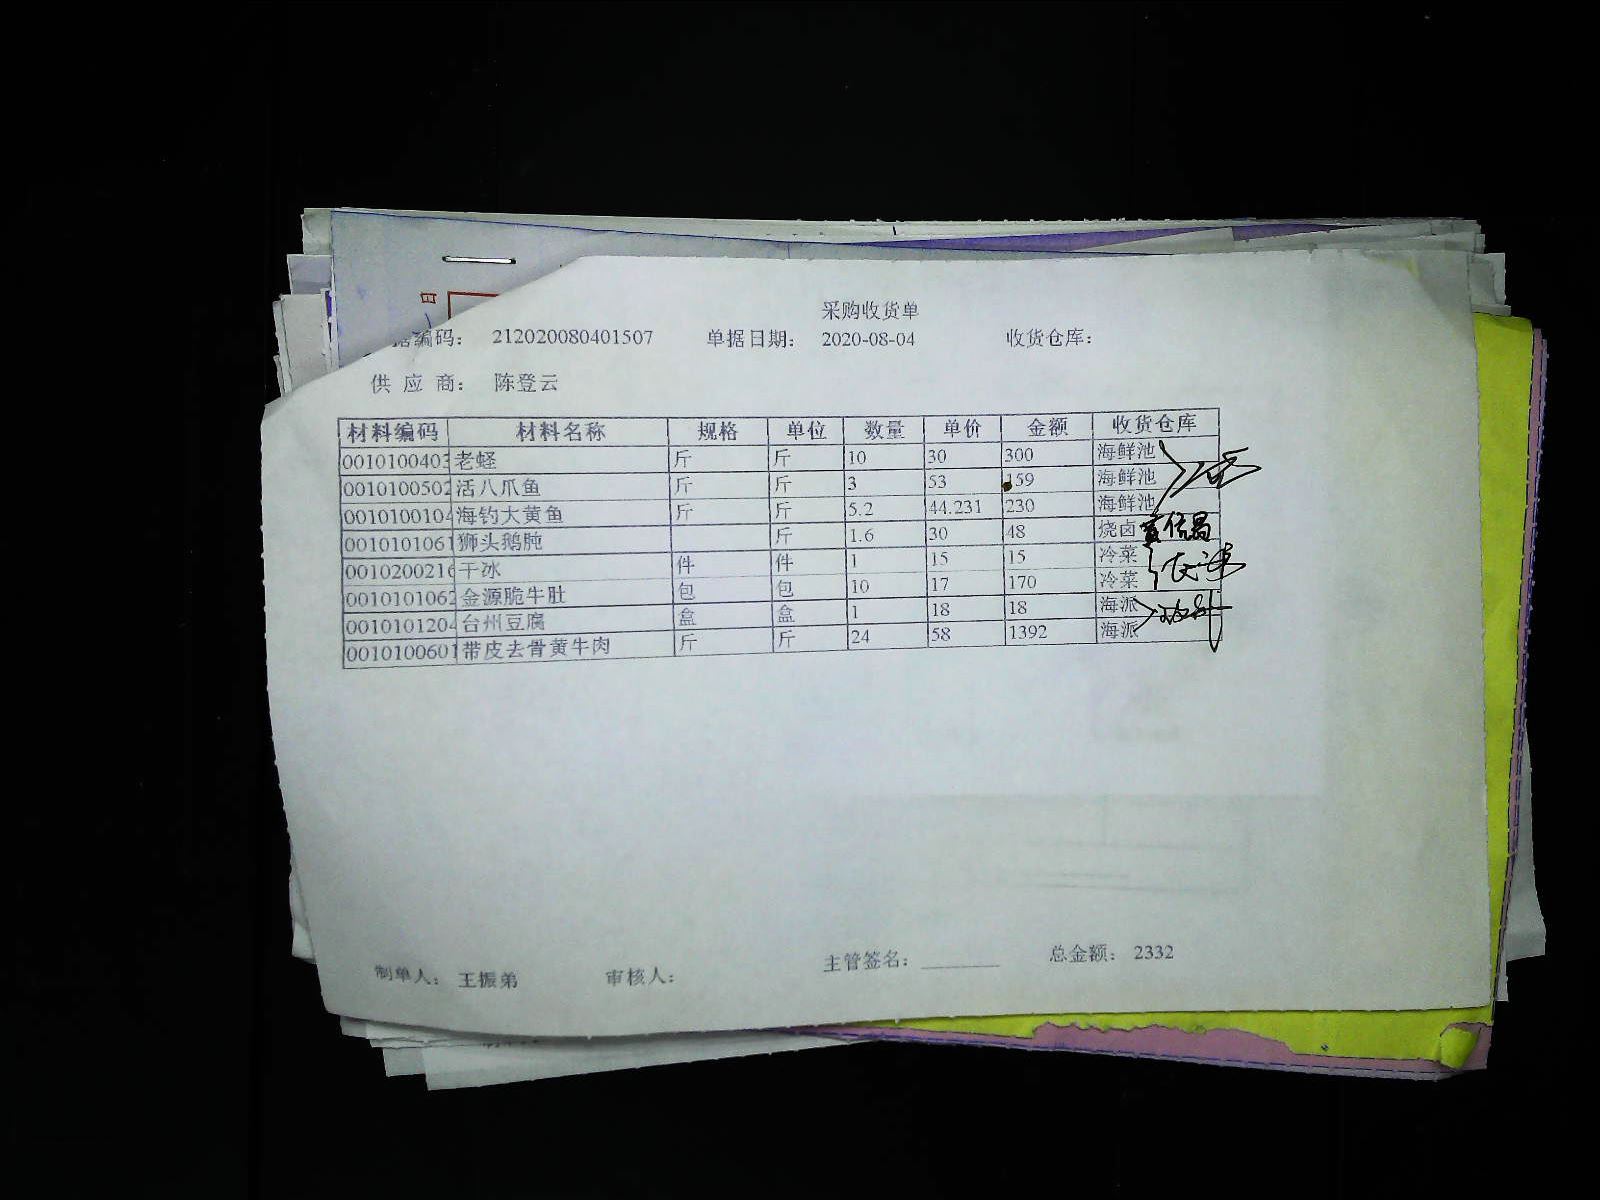 采购收货单
据编码： 212020080401507 单据日期： 2020-08-04 收货仓库：
供 应 商： 陈登云
材料编码 材料名称 规格 单位 数量 单价 金额 收货仓库
0010100403 老蛏 斤 斤 10 30 300 海鲜池
0010100502 活八爪鱼 斤 斤 3 53 159 海鲜池
0010100104 海钓大黄鱼 斤 斤 5.2 44.231 230 海鲜池
0010101061 狮头鹅肫 斤 1.6 30 48 烧卤
0010200216 干冰 件 件 1 15 15 冷菜
0010101062 金源脆牛肚 包 包 10 17 170 冷菜
0010101204 台州豆腐 盒 盒 1 18 18 海派
0010100601 带皮去骨黄牛肉 斤 斤 24 58 1392 海派
制单人： 王振弟 审核人： 主管签名： 总金额： 2332